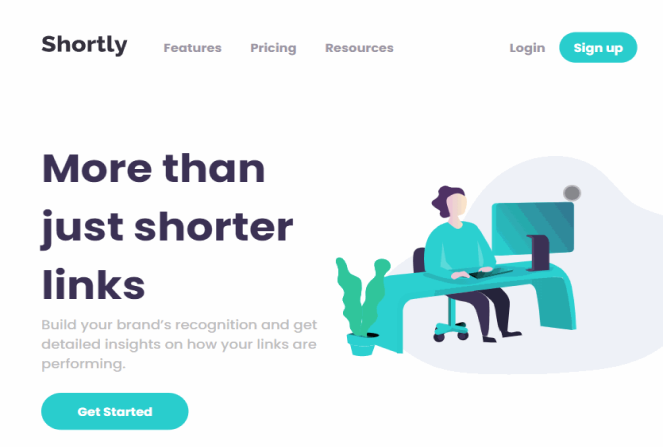 Shortly
Features
Pricing
Resources
Login
Sign up
More than
just shorter
links
Build your brand’s recognition and get
detailed insights on how your links are
performing.
Get Started